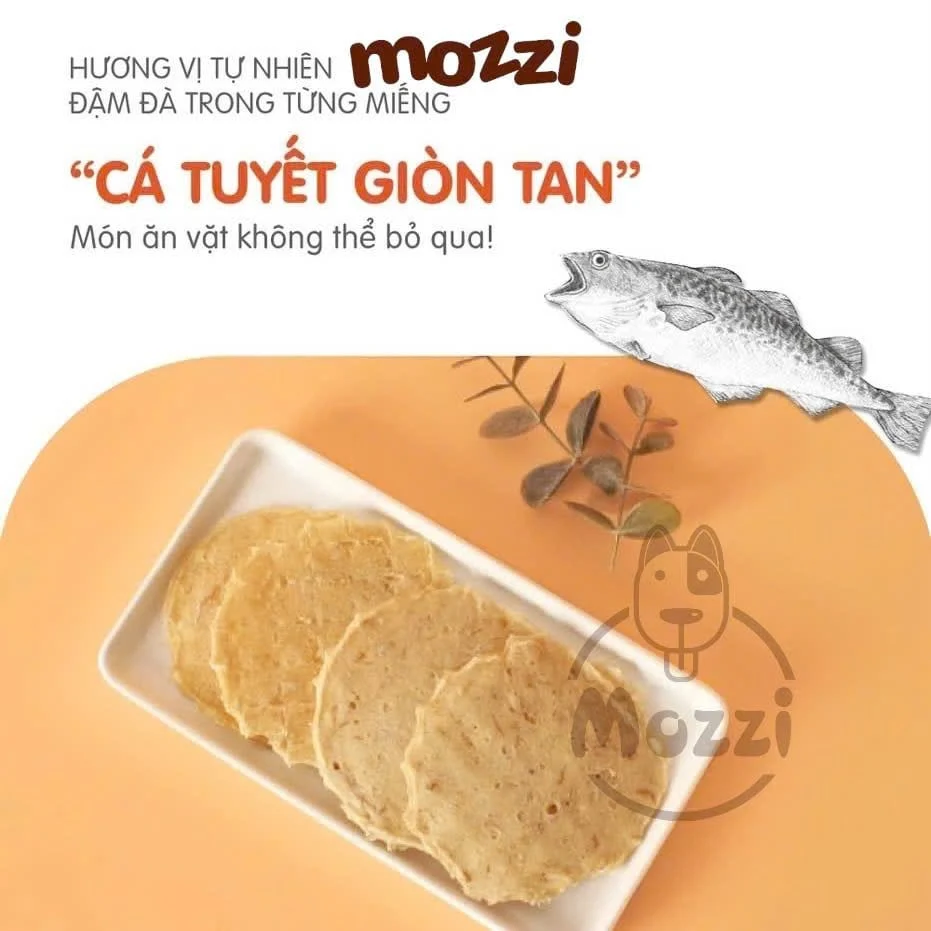 HƯƠNG VỊ TỰ NHIÊN mozzi
ĐẬM ĐÀ TRONG TỪNG MIẾNG
“CÁ TUYẾT GIÒN TAN”
Món ăn vặt không thể bỏ qua!
Mozzi